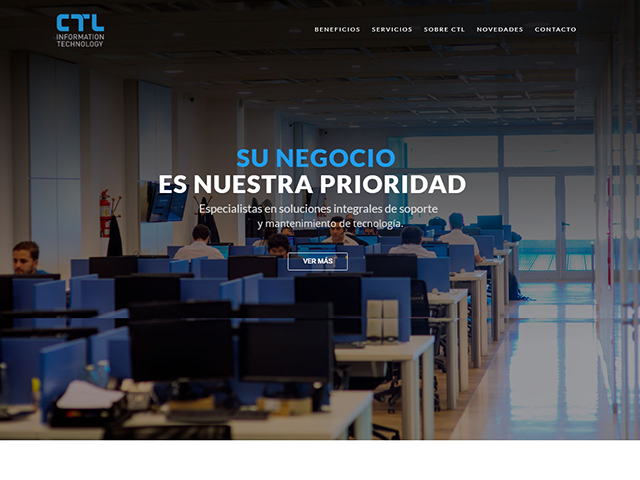 CTL
INFORMATION
TECHNOLOGY
BENEFICIOS SERVICIOS SOBRE CTL NOVEDADES CONTACTO
SU NEGOCIO
ES NUESTRA PRIORIDAD
Especialistas en soluciones integrales de soporte
y mantenimiento de tecnología.
VER MÁS